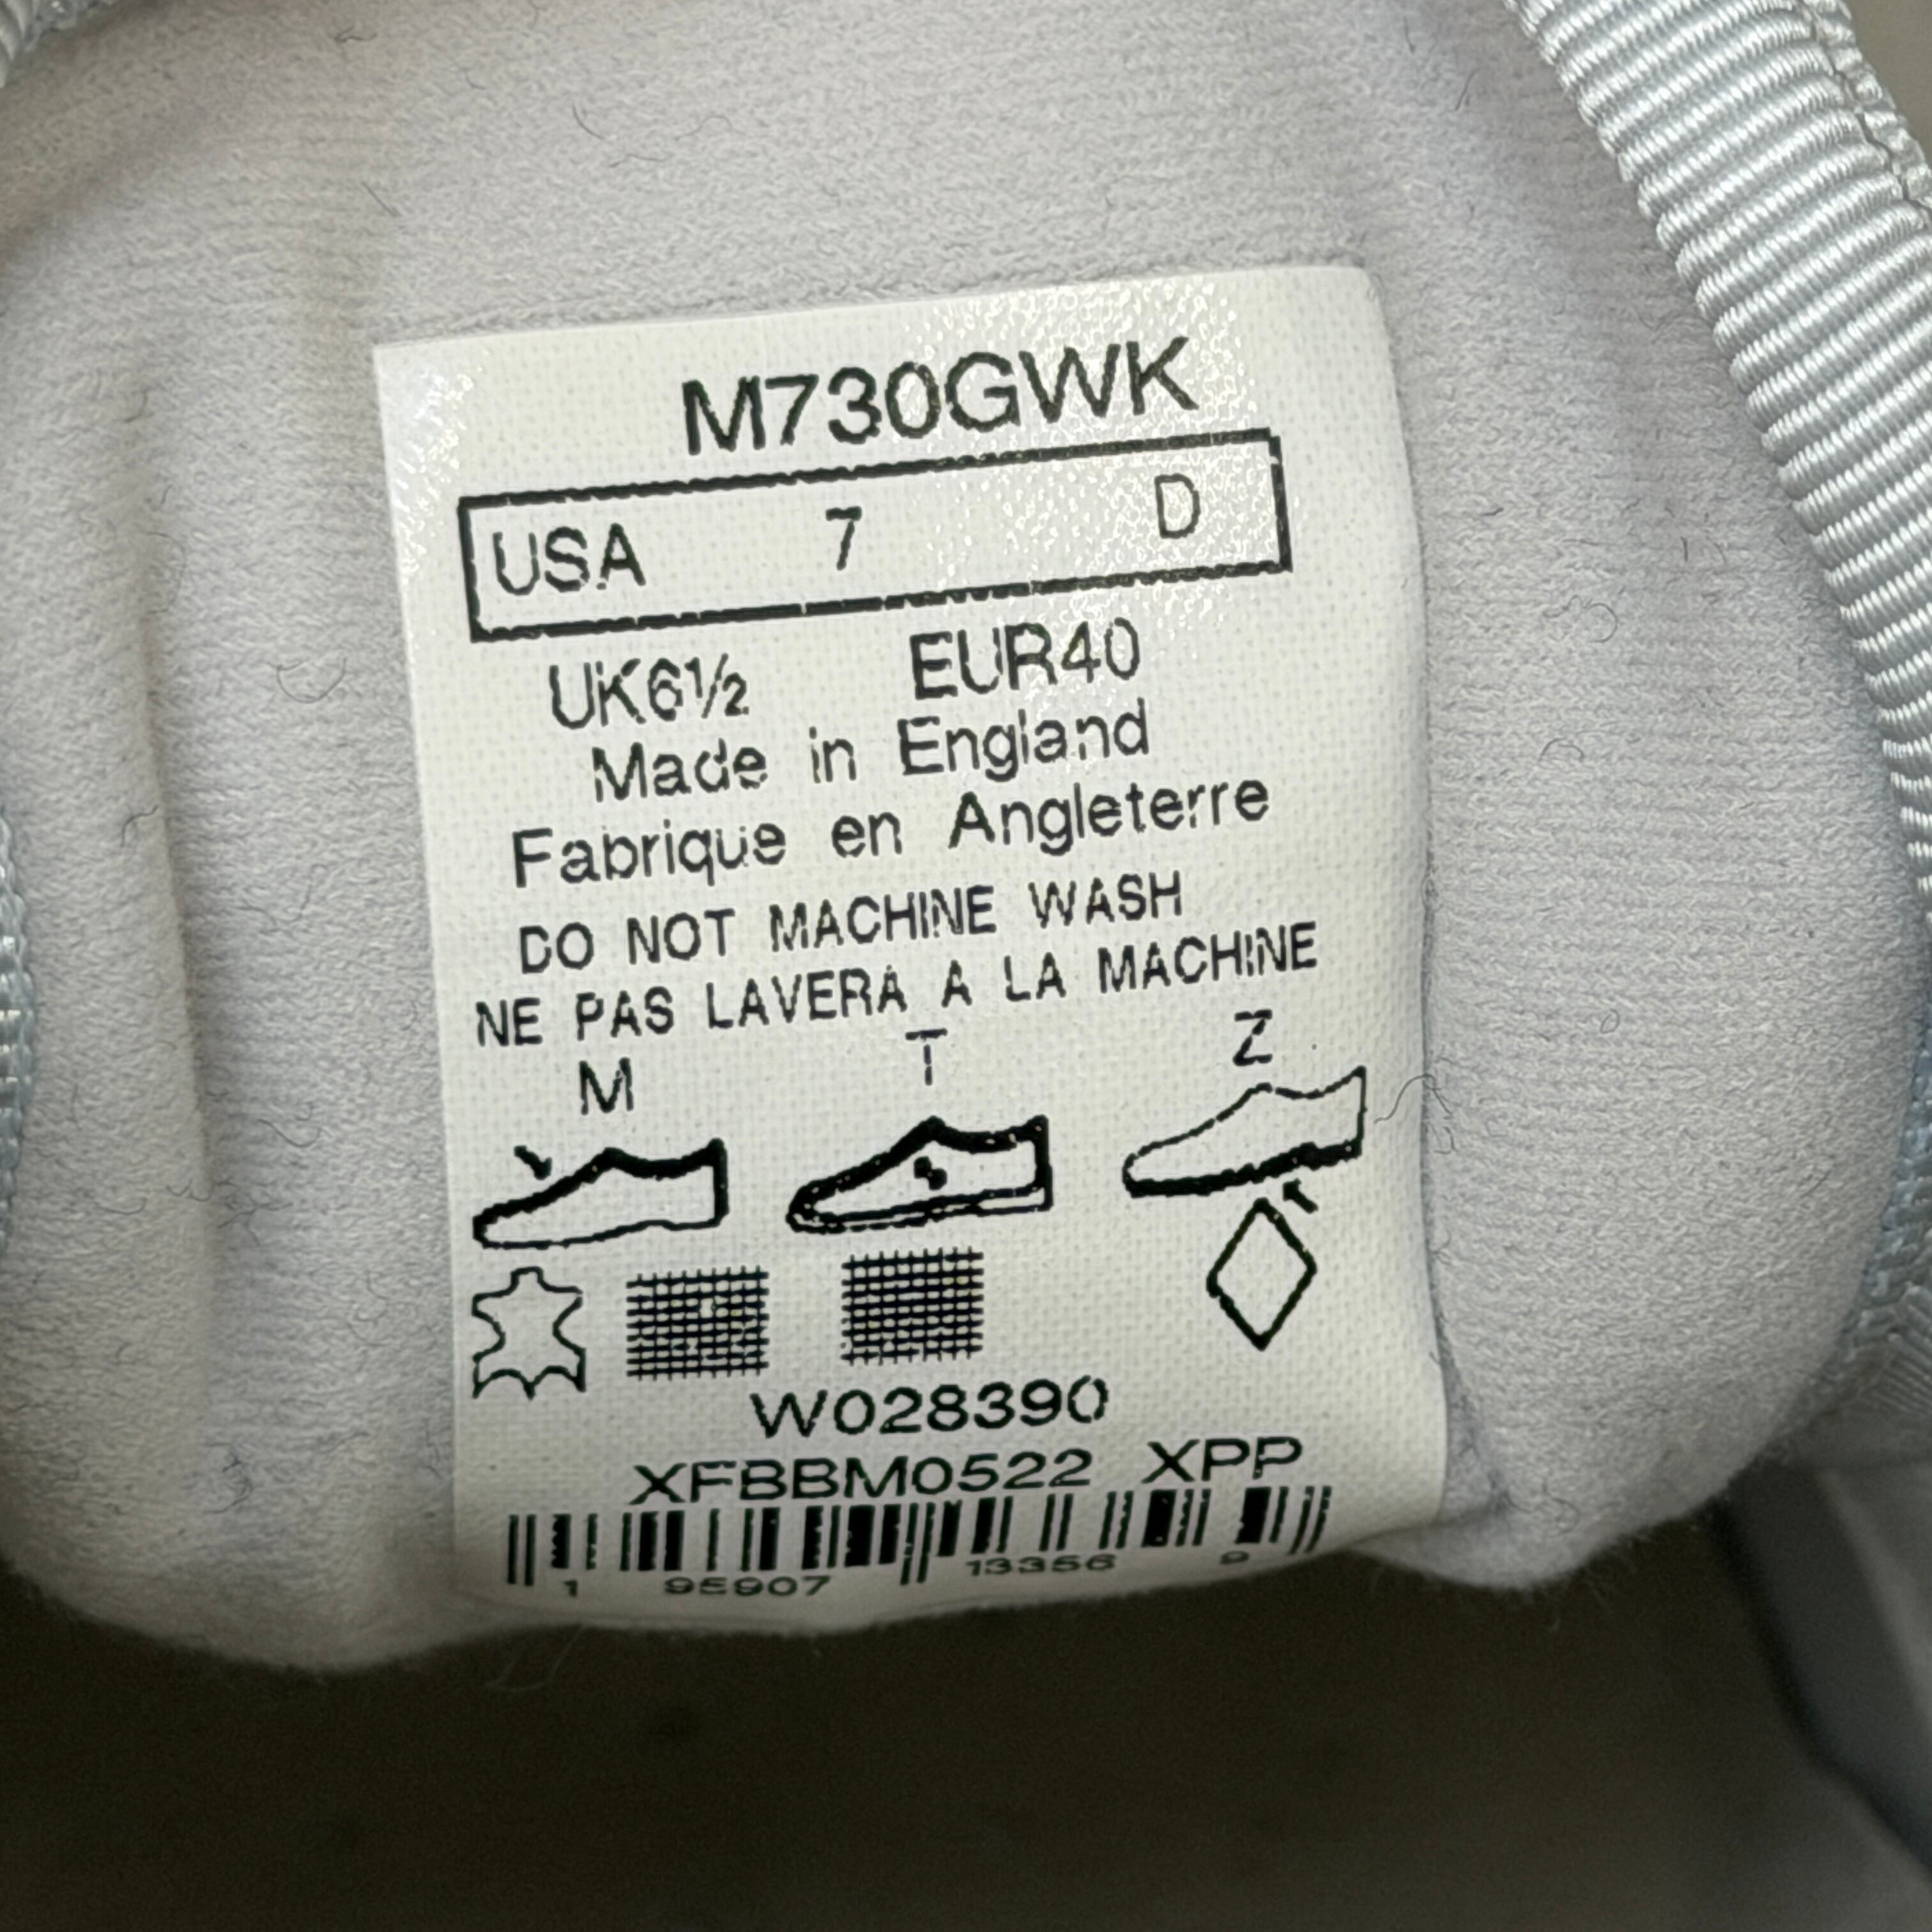 M730GWK
USA 7 D
UK6½ EUR40
Made in England
Fabrique en Angleterre
DO NOT MACHINE WASH
NE PAS LAVERA A LA MACHINE
M T Z
W028390
XFBBM0522 XPP
1 95907 13356 9